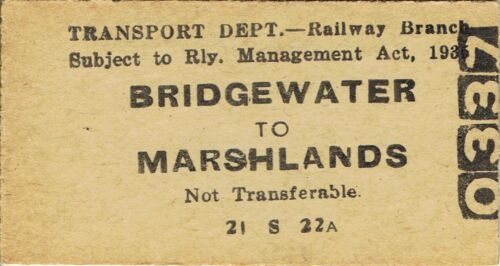 TRANSPORT DEPT.—Railway Branch
Subject to Rly. Management Act, 1935
BRIDGEWATER
TO
MARSHLANDS
Not Transferable.
21 S 22A
0337